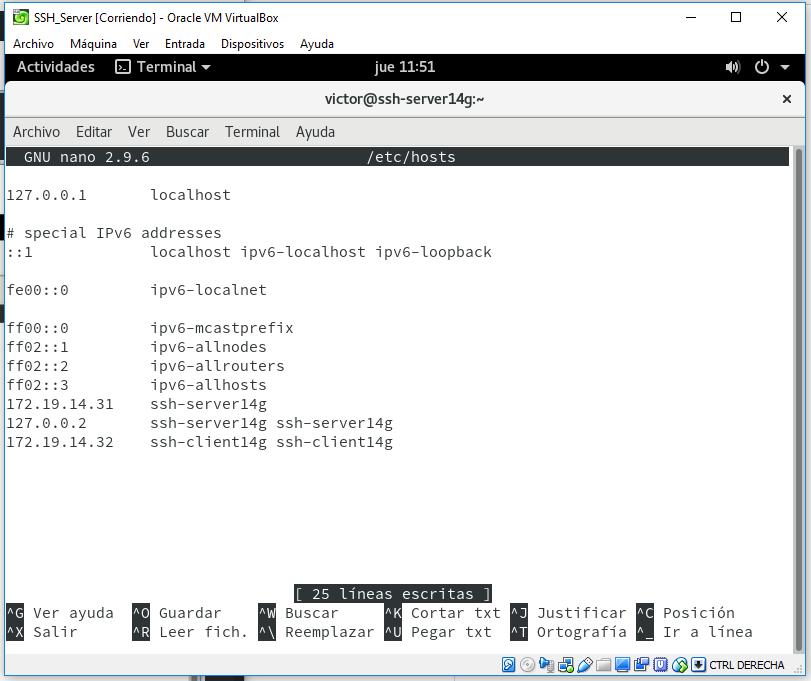 SSH_Server [Corriendo] - Oracle VM VirtualBox
Archivo Máquina Ver Entrada Dispositivos Ayuda
Actividades Terminal jue 11:51
victor@ssh-server14g:~
Archivo Editar Ver Buscar Terminal Ayuda
GNU nano 2.9.6 /etc/hosts
127.0.0.1 localhost
# special IPv6 addresses
::1 localhost ipv6-localhost ipv6-loopback
fe00::0 ipv6-localnet
ff00::0 ipv6-mcastprefix
ff02::1 ipv6-allnodes
ff02::2 ipv6-allrouters
ff02::3 ipv6-allhosts
172.19.14.31 ssh-server14g
127.0.0.2 ssh-server14g ssh-server14g
172.19.14.32 ssh-client14g ssh-client14g
[ 25 líneas escritas ]
^G Ver ayuda ^O Guardar ^W Buscar ^K Cortar txt ^J Justificar ^C Posición
^X Salir ^R Leer fich. ^\ Reemplazar ^U Pegar txt ^T Ortografía ^_ Ir a línea
CTRL DERECHA